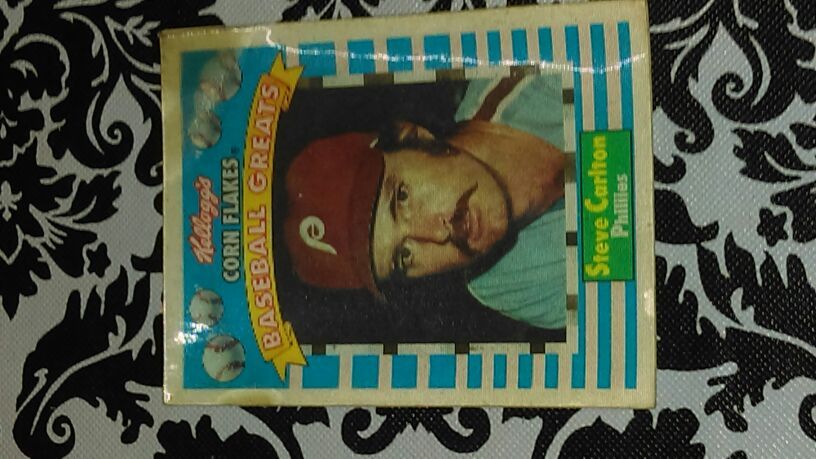 Kellogg's
CORN FLAKES
BASEBALL GREATS
P
Steve Carlton
Phillies